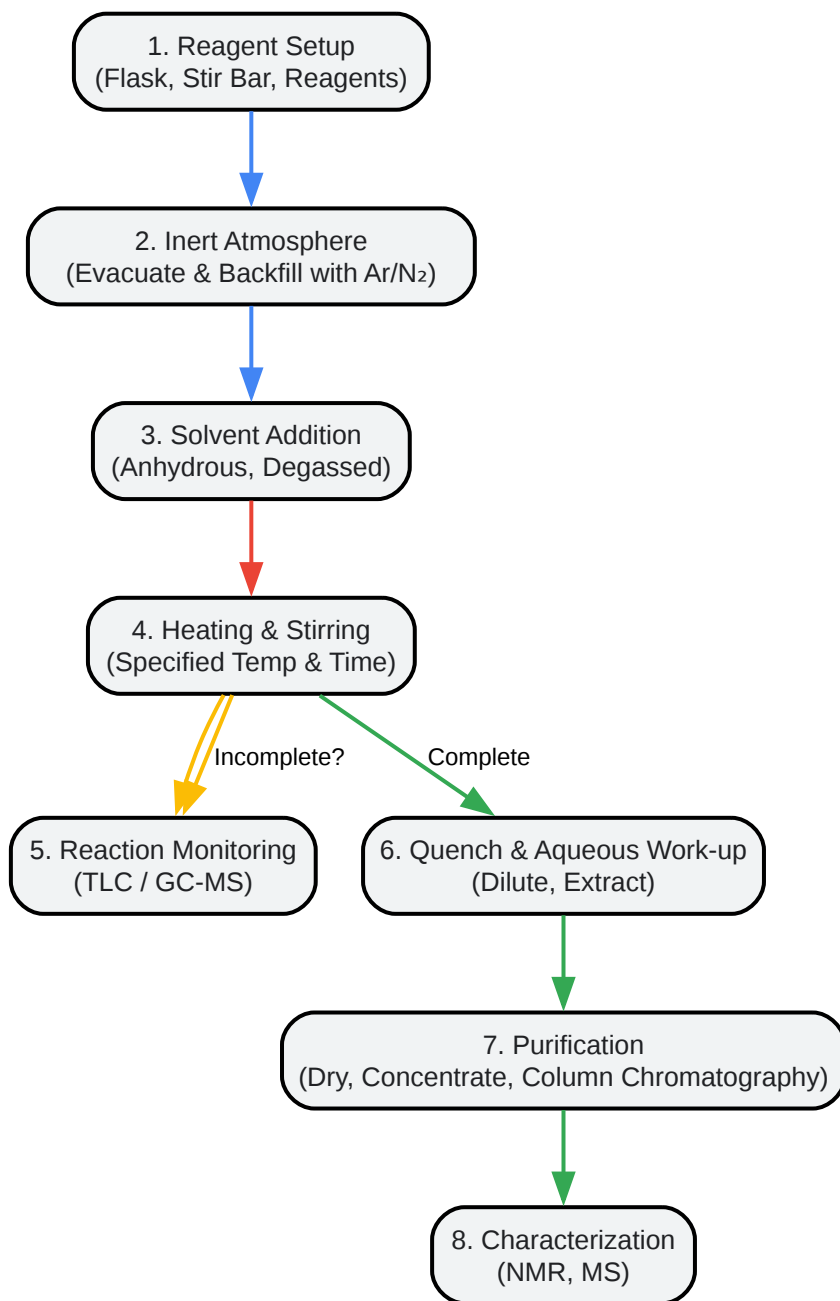 1. Reagent Setup
(Flask, Stir Bar, Reagents)
2. Inert Atmosphere
(Evacuate & Backfill with Ar/N₂)
3. Solvent Addition
(Anhydrous, Degassed)
4. Heating & Stirring
(Specified Temp & Time)
Incomplete?
Complete
5. Reaction Monitoring
(TLC / GC-MS)
6. Quench & Aqueous Work-up
(Dilute, Extract)
7. Purification
(Dry, Concentrate, Column Chromatography)
8. Characterization
(NMR, MS)